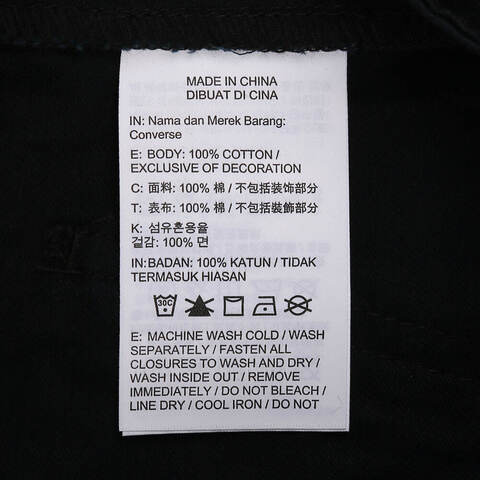 MADE IN CHINA
DIBUAT DI CINA
IN: Nama dan Merek Barang:
Converse
E: BODY: 100% COTTON /
EXCLUSIVE OF DECORATION
C: 面料: 100% 棉 / 不包括装饰部分
T: 表布: 100% 棉 / 不包括裝飾部分
K: 섬유혼용율
겉감: 100% 면
IN:BADAN: 100% KATUN / TIDAK
TERMASUK HIASAN
30C
E: MACHINE WASH COLD / WASH
SEPARATELY / FASTEN ALL
CLOSURES TO WASH AND DRY /
WASH INSIDE OUT / REMOVE
IMMEDIATELY / DO NOT BLEACH /
LINE DRY / COOL IRON / DO NOT